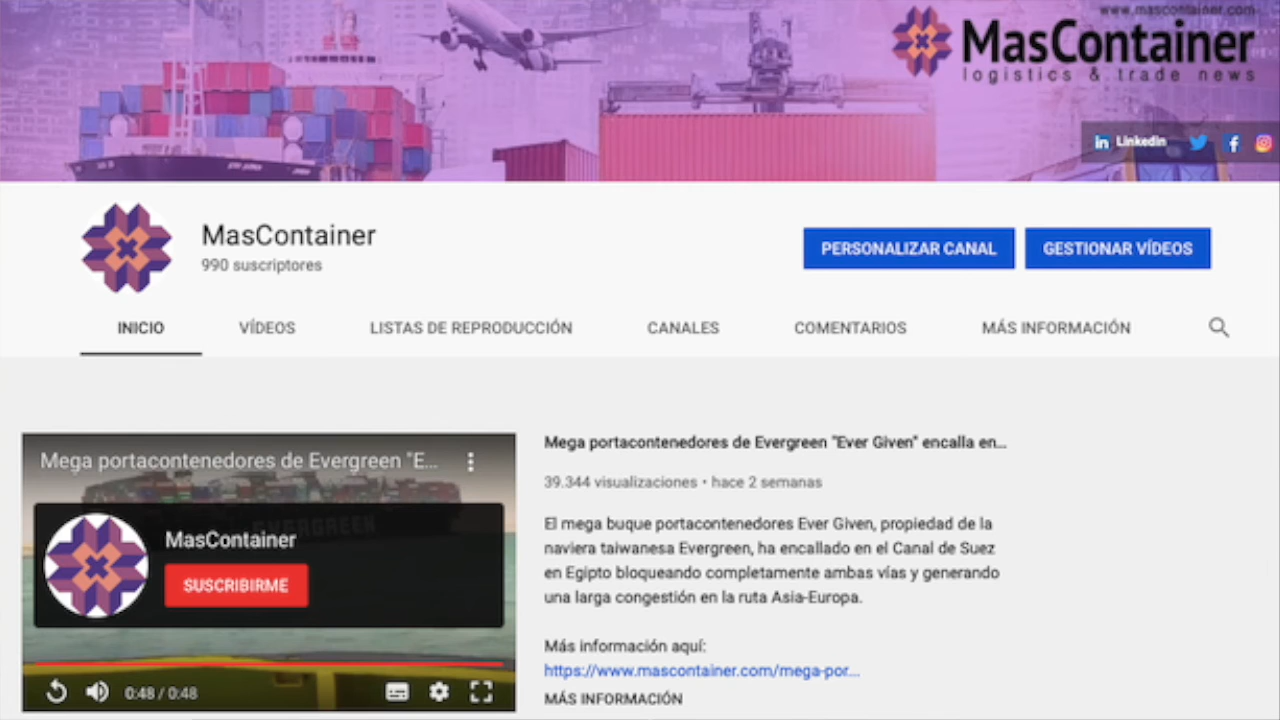 www.mascontainer.com
MasContainer
logistics & trade news
Linkedin
MasContainer
990 suscriptores
PERSONALIZAR CANAL
GESTIONAR VÍDEOS
INICIO
VÍDEOS
LISTAS DE REPRODUCCIÓN
CANALES
COMENTARIOS
MÁS INFORMACIÓN
Mega portacontenedores de Evergreen "E...
EVERGREEN
MasContainer
SUSCRIBIRME
0:48 / 0:48
Mega portacontenedores de Evergreen "Ever Given" encalla en...
39.344 visualizaciones • hace 2 semanas
El mega buque portacontenedores Ever Given, propiedad de la
naviera taiwanesa Evergreen, ha encallado en el Canal de Suez
en Egipto bloqueando completamente ambas vías y generando
una larga congestión en la ruta Asia-Europa.
Más información aquí:
https://www.mascontainer.com/mega-por...
MÁS INFORMACIÓN